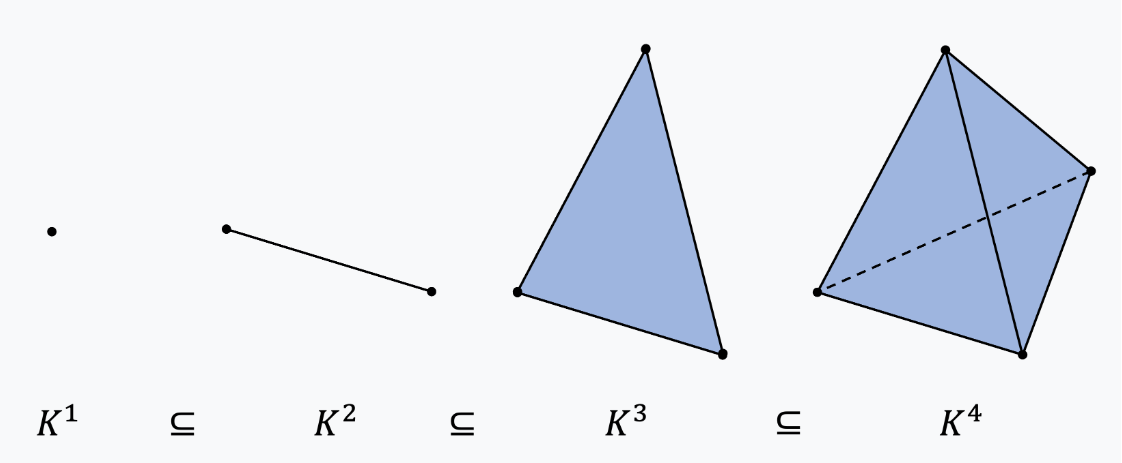 K¹ ⊆ K² ⊆ K³ ⊆ K⁴